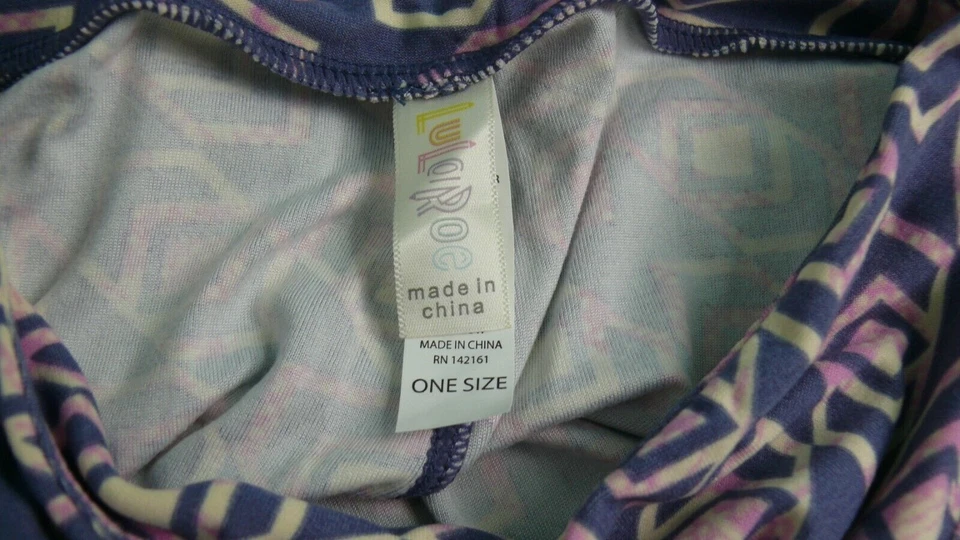 LuLaRoe
made in
china
MADE IN CHINA
RN 142161
ONE SIZE